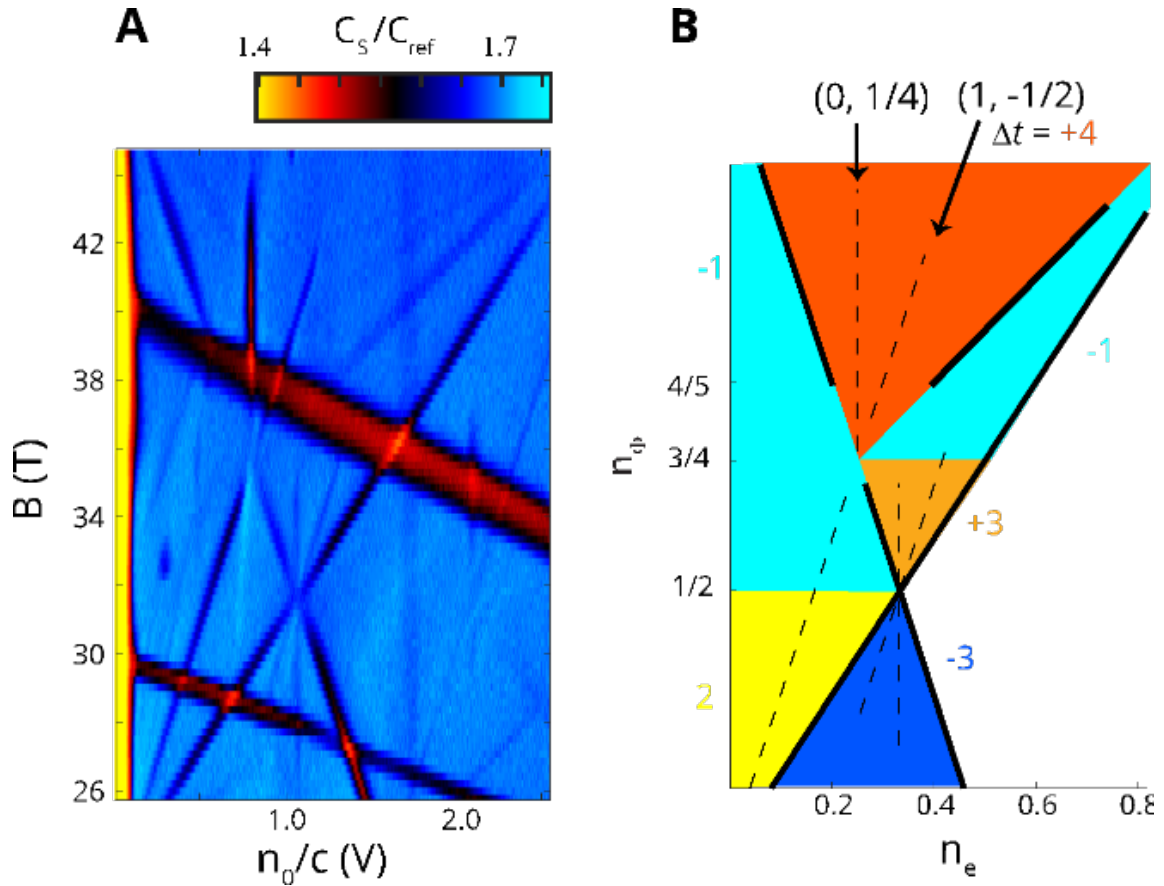 A
C_S/C_ref
1.4
1.7
B (T)
42
38
34
30
26
1.0
2.0
n_0/c (V)
B
(0, 1/4)
(1, -1/2)
Δt = +4
-1
-1
+3
-3
2
n_Φ
4/5
3/4
1/2
0.2
0.4
0.6
0.8
n_e